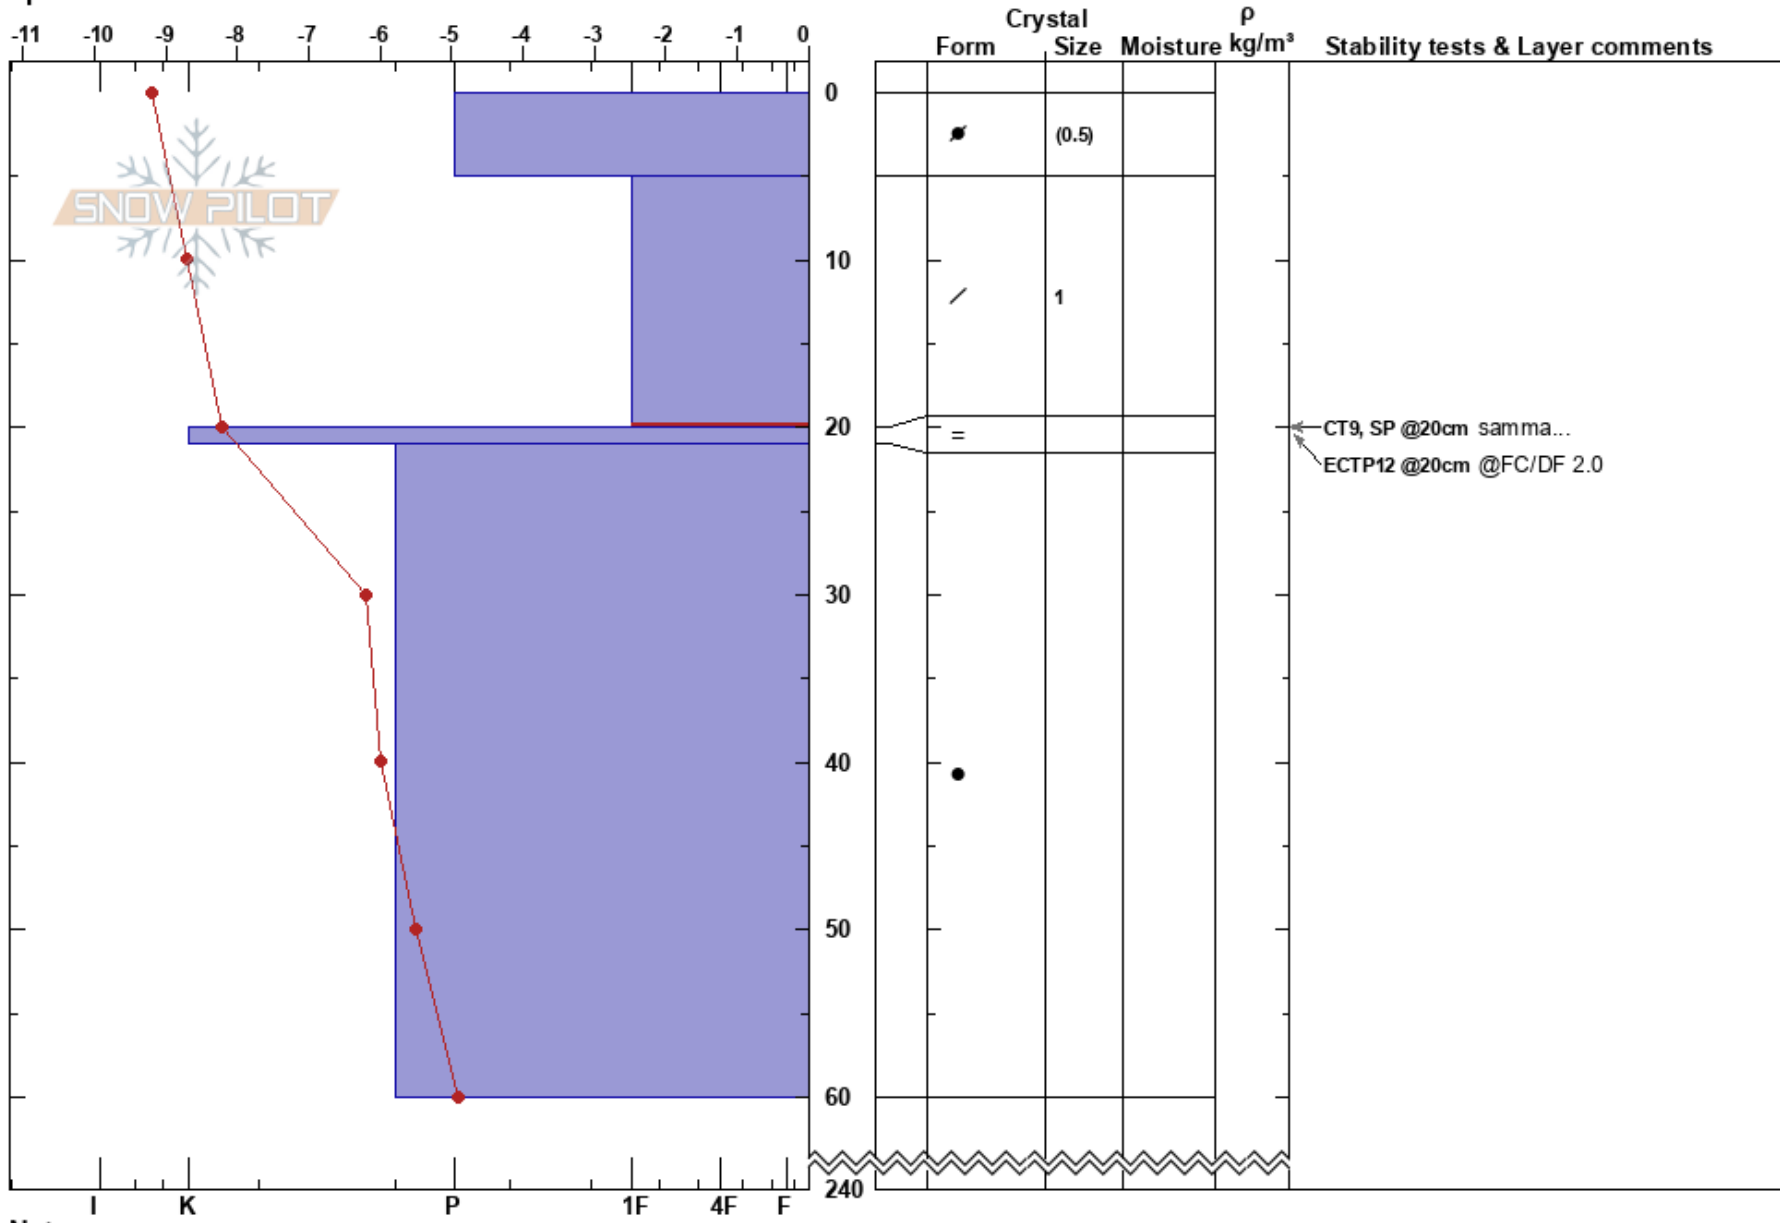 Crystal ρ
-11 -10 -9 -8 -7 -6 -5 -4 -3 -2 -1 0 Form Size Moisture kg/m³ Stability tests & Layer comments
0
(0.5)
SNOW PILOT
10
1
20
CT9, SP @20cm samma...
=
ECTP12 @20cm @FC/DF 2.0
30
40
50
60
240
I K P 1F 4F F